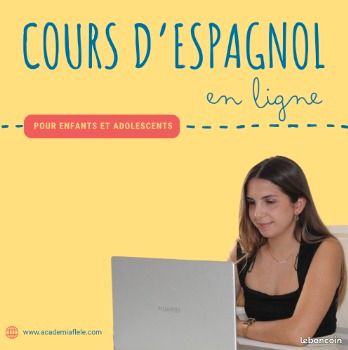 COURS D'ESPAGNOL
en ligne
POUR ENFANTS ET ADOLESCENTS
HUAWEI
www.academiaflele.com
leboncoin